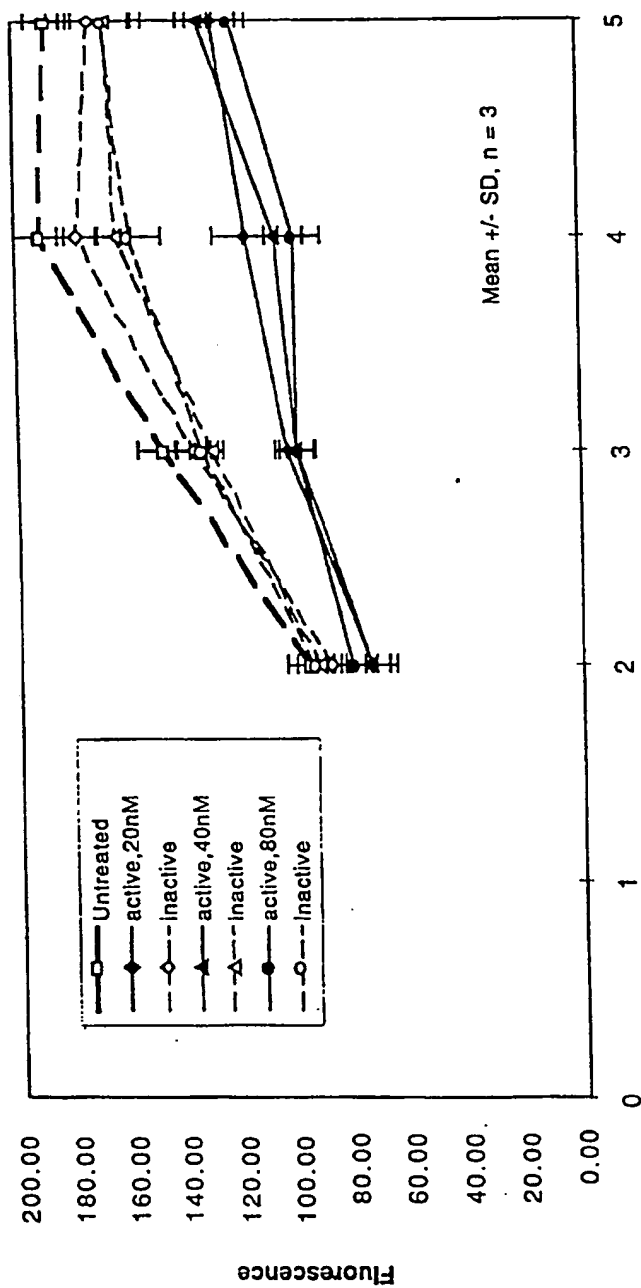 Fluorescence
200.00
180.00
160.00
140.00
120.00
100.00
80.00
60.00
40.00
20.00
0.00
Untreated
active,20nM
Inactive
active,40nM
Inactive
active,80nM
Inactive
Mean +/- SD, n = 3
0 1 2 3 4 5